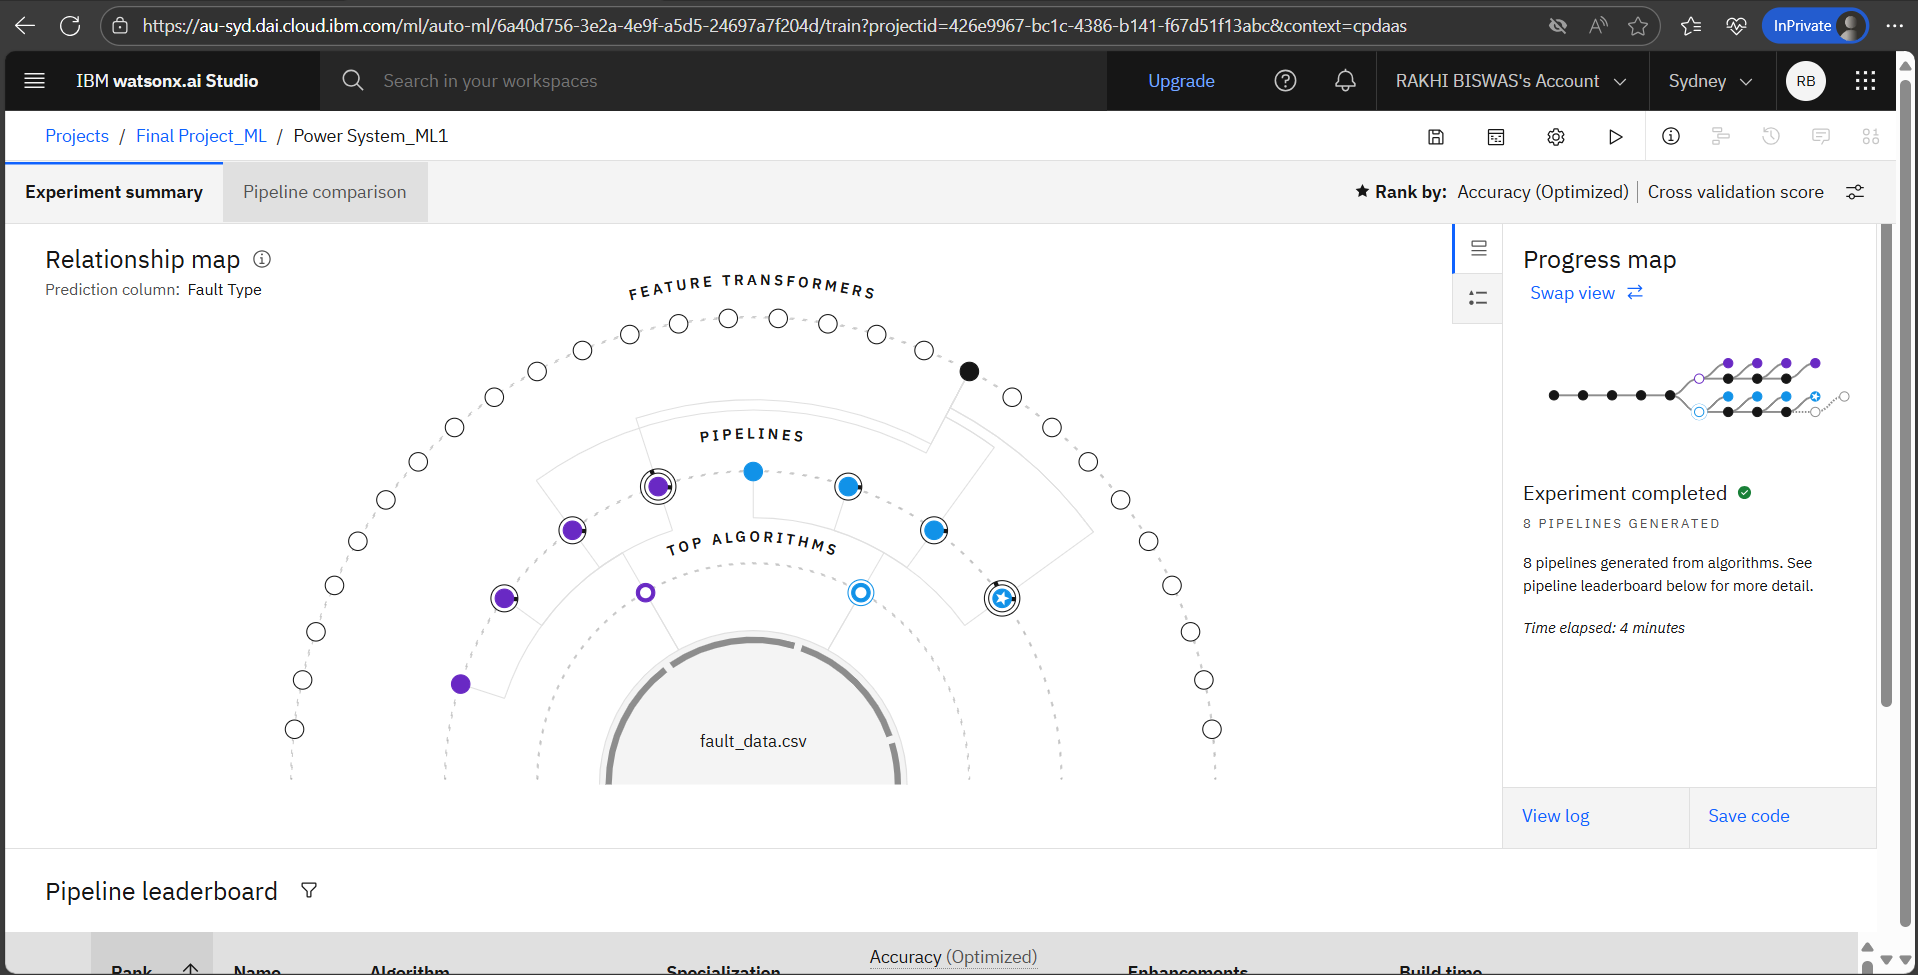 https://au-syd.dai.cloud.ibm.com/ml/auto-ml/6a40d756-3e2a-4e9f-a5d5-24697a7f204d/train?projectid=426e9967-bc1c-4386-b141-f67d51f13abc&context=cpdaas
InPrivate
IBM watsonx.ai Studio
Search in your workspaces
Upgrade
RAKHI BISWAS's Account
Sydney
RB
Projects / Final Project_ML / Power System_ML1
Experiment summary
Pipeline comparison
Rank by: Accuracy (Optimized) | Cross validation score
Relationship map
Prediction column: Fault Type
FEATURE TRANSFORMERS
PIPELINES
TOP ALGORITHMS
fault_data.csv
Progress map
Swap view
Experiment completed
8 PIPELINES GENERATED
8 pipelines generated from algorithms. See
pipeline leaderboard below for more detail.
Time elapsed: 4 minutes
View log
Save code
Pipeline leaderboard
Rank
Name
Algorithm
Specialization
Accuracy (Optimized)
Enhancements
Build time